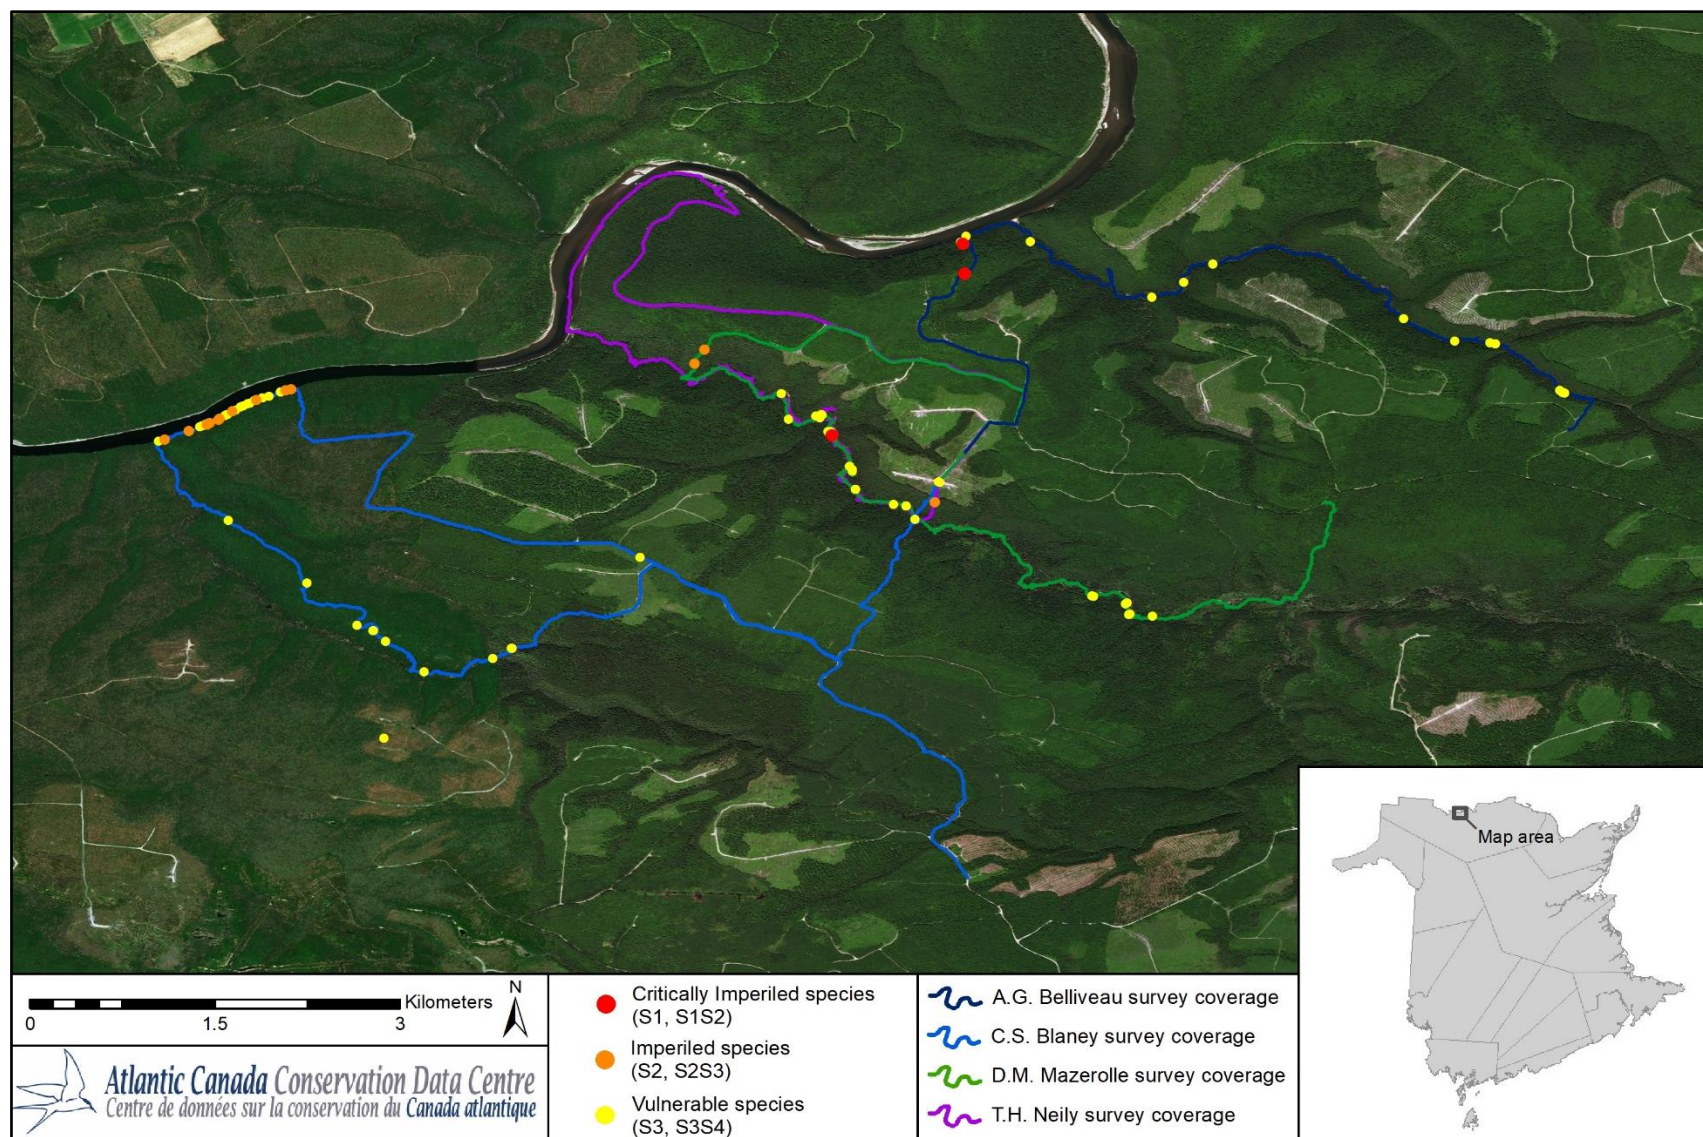 Map area
Kilometers
N
0
1.5
3
Atlantic Canada Conservation Data Centre
Centre de données sur la conservation du Canada atlantique
Critically Imperiled species
(S1, S1S2)
Imperiled species
(S2, S2S3)
Vulnerable species
(S3, S3S4)
A.G. Belliveau survey coverage
C.S. Blaney survey coverage
D.M. Mazerolle survey coverage
T.H. Neily survey coverage